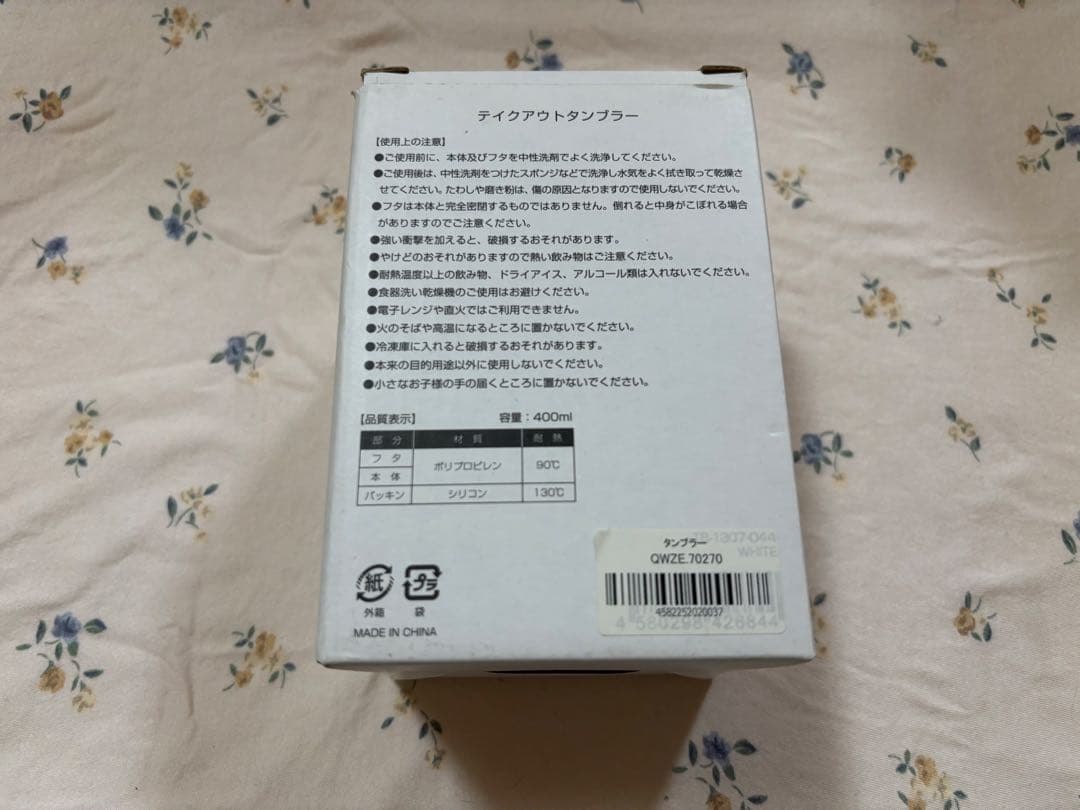 テイクアウトタンブラー
【使用上の注意】
●ご使用前に、本体及びフタを中性洗剤でよく洗浄してください。
●ご使用後は、中性洗剤をつけたスポンジなどで洗浄し水気をよく拭き取って乾燥さ
せてください。たわしや磨き粉は、傷の原因となりますので使用しないでください。
●フタは本体と完全密閉するものではありません。倒れると中身がこぼれる場合
がありますのでご注意ください。
●強い衝撃を加えると、破損するおそれがあります。
●やけどのおそれがありますので熱い飲み物はご注意ください。
●耐熱温度以上の飲み物、ドライアイス、アルコール類は入れないでください。
●食器洗い乾燥機のご使用はお避けください。
●電子レンジや直火ではご利用できません。
●火のそばや高温になるところに置かないでください。
●冷凍庫に入れると破損するおそれがあります。
●本来の目的用途以外に使用しないでください。
●小さなお子様の手の届くところに置かないでください。
【品質表示】 容量：400ml
部分 材質 耐熱
フタ
ポリプロピレン 90℃
本体
パッキン シリコン 130℃
紙 プラ
外箱 袋
MADE IN CHINA
TB-1307-044
タンブラー
WHITE
QWZE.70270
4582252020037
4 580298 426844